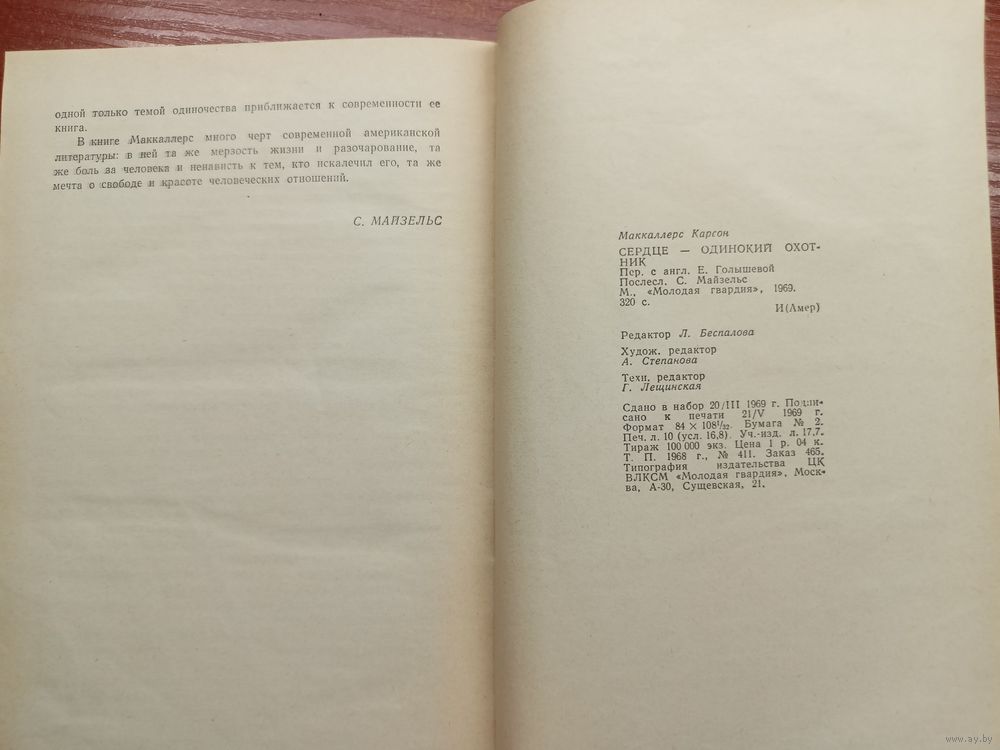 одной только темой одиночества приближается к современности ее
книга.
В книге Маккаллерс много черт современной американской
литературы: в ней та же мерзость жизни и разочарование, та
же боль за человека и ненависть к тем, кто искалечил его, та же
мечта о свободе и красоте человеческих отношений.
С. МАЙЗЕЛЬС
Маккаллерс Карсон
СЕРДЦЕ — ОДИНОКИЙ ОХОТ-
НИК
Пер. с англ. Е. Голышевой
Послесл. С. Майзельс
М., «Молодая гвардия», 1969.
320 с.
И(Амер)
Редактор Л. Беспалова
Худож. редактор
А. Степанова
Техн. редактор
Г. Лещинская
Сдано в набор 20/III 1969 г. Подпи-
сано к печати 21/V 1969 г.
Формат 84 × 108¹/₃₂. Бумага № 2.
Печ. л. 10 (усл. 16,8). Уч.-изд. л. 17,7.
Тираж 100 000 экз. Цена 1 р. 04 к.
Т. П. 1968 г., № 411. Заказ 465.
Типография издательства ЦК
ВЛКСМ «Молодая гвардия», Моск-
ва, А-30, Сущевская, 21.
www.ay.by